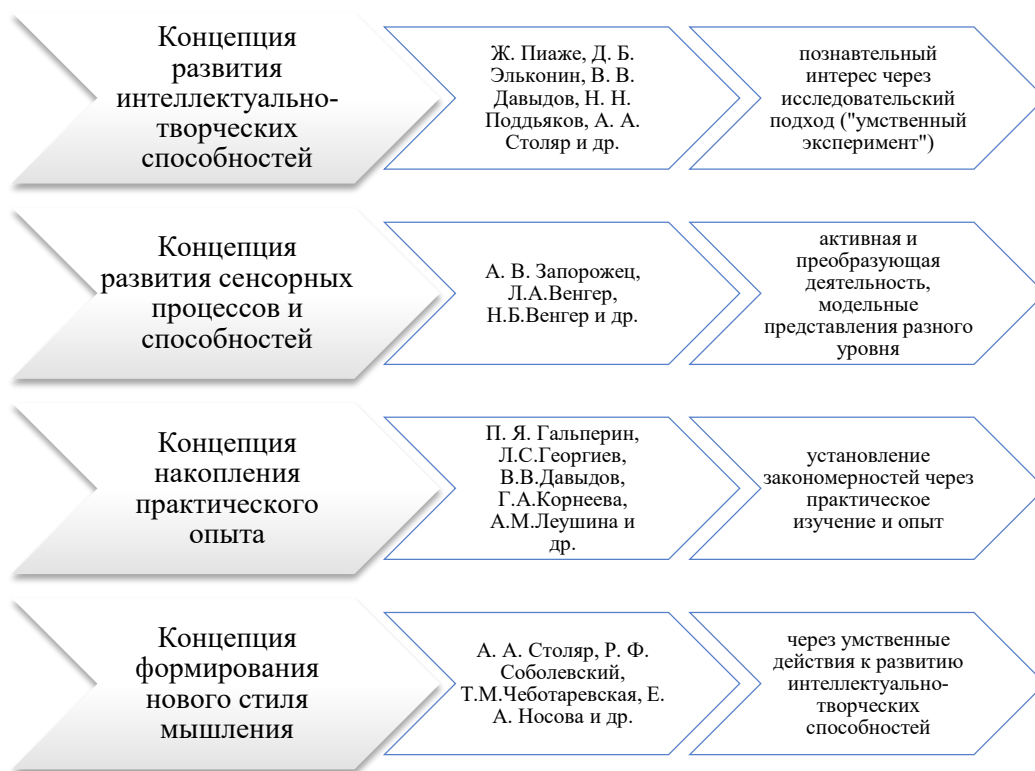 Концепция
развития
интеллектуально-
творческих
способностей
Ж. Пиаже, Д. Б.
Эльконин, В. В.
Давыдов, Н. Н.
Поддьяков, А. А.
Столяр и др.
познавтельный
интерес через
исследовательский
подход ("умственный
эксперимент")
Концепция
развития сенсорных
процессов и
способностей
А. В. Запорожец,
Л.А.Венгер,
Н.Б.Венгер и др.
активная и
преобразующая
деятельность,
модельные
представления разного
уровня
Концепция
накопления
практического
опыта
П. Я. Гальперин,
Л.С.Георгиев,
В.В.Давыдов,
Г.А.Корнеева,
А.М.Леушина и
др.
установление
закономерностей через
практическое
изучение и опыт
Концепция
формирования
нового стиля
мышления
А. А. Столяр, Р. Ф.
Соболевский,
Т.М.Чеботаревская, Е.
А. Носова и др.
через умственные
действия к развитию
интеллектуально-
творческих
способностей